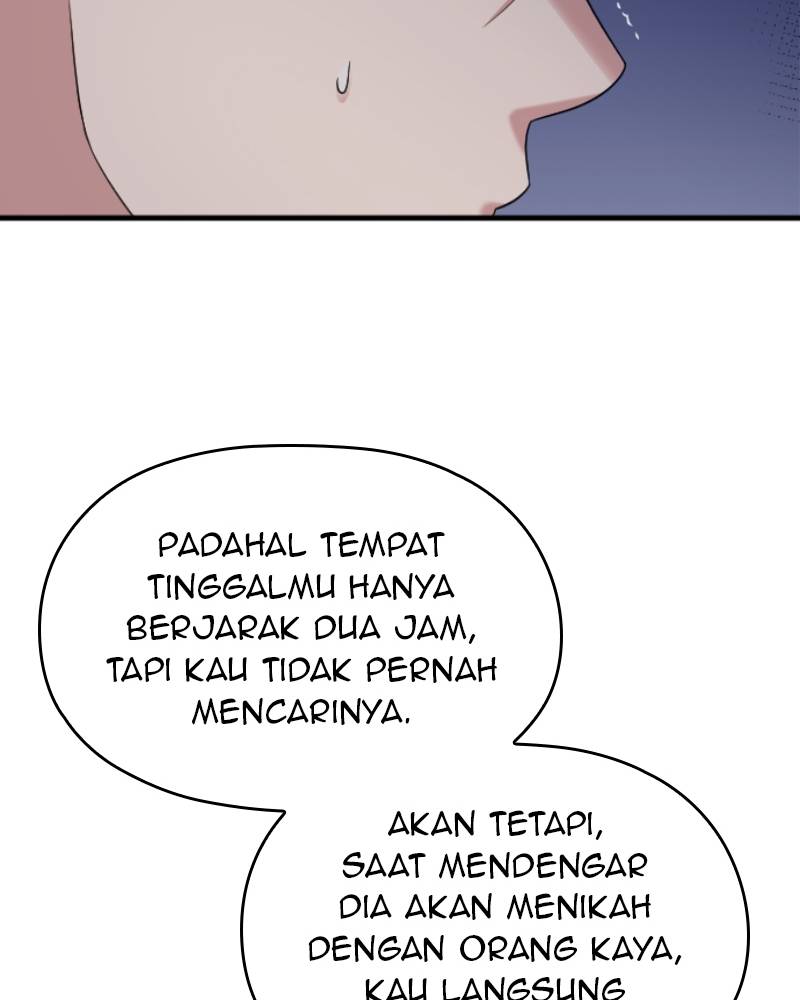 PADAHAL TEMPAT
TINGGALMU HANYA
BERJARAK DUA JAM,
TAPI KAU TIDAK PERNAH
MENCARINYA.
AKAN TETAPI,
SAAT MENDENGAR
DIA AKAN MENIKAH
DENGAN ORANG KAYA,
KAU LANGSUNG